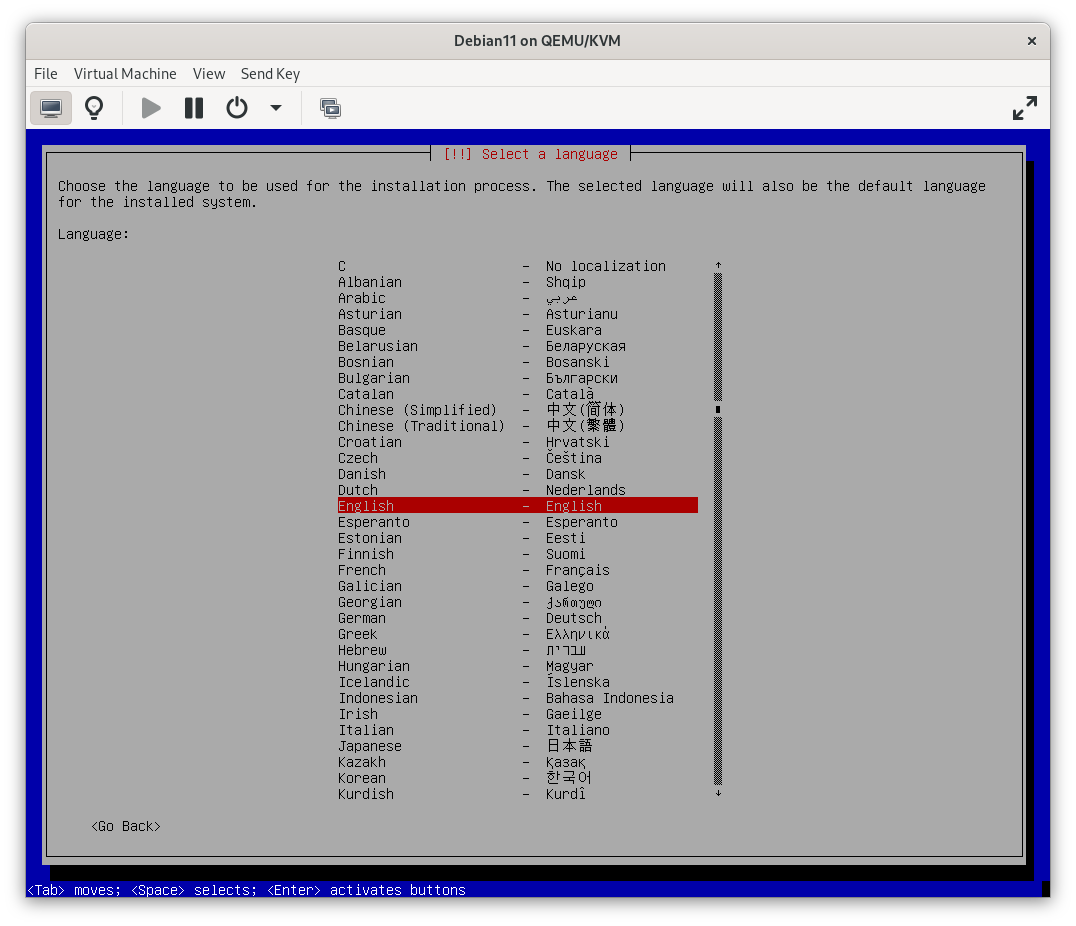 Debian11 on QEMU/KVM
File Virtual Machine View Send Key
[!!] Select a language
Choose the language to be used for the installation process. The selected language will also be the default language
for the installed system.
Language:
C - No localization
Albanian - Shqip
Arabic - عربي
Asturian - Asturianu
Basque - Euskara
Belarusian - Беларуская
Bosnian - Bosanski
Bulgarian - Български
Catalan - Català
Chinese (Simplified) - 中文(简体)
Chinese (Traditional) - 中文(繁體)
Croatian - Hrvatski
Czech - Čeština
Danish - Dansk
Dutch - Nederlands
English - English
Esperanto - Esperanto
Estonian - Eesti
Finnish - Suomi
French - Français
Galician - Galego
Georgian - ქართული
German - Deutsch
Greek - Ελληνικά
Hebrew - עברית
Hungarian - Magyar
Icelandic - Íslenska
Indonesian - Bahasa Indonesia
Irish - Gaeilge
Italian - Italiano
Japanese - 日本語
Kazakh - Қазақ
Korean - 한국어
Kurdish - Kurdî
<Go Back>
<Tab> moves; <Space> selects; <Enter> activates buttons